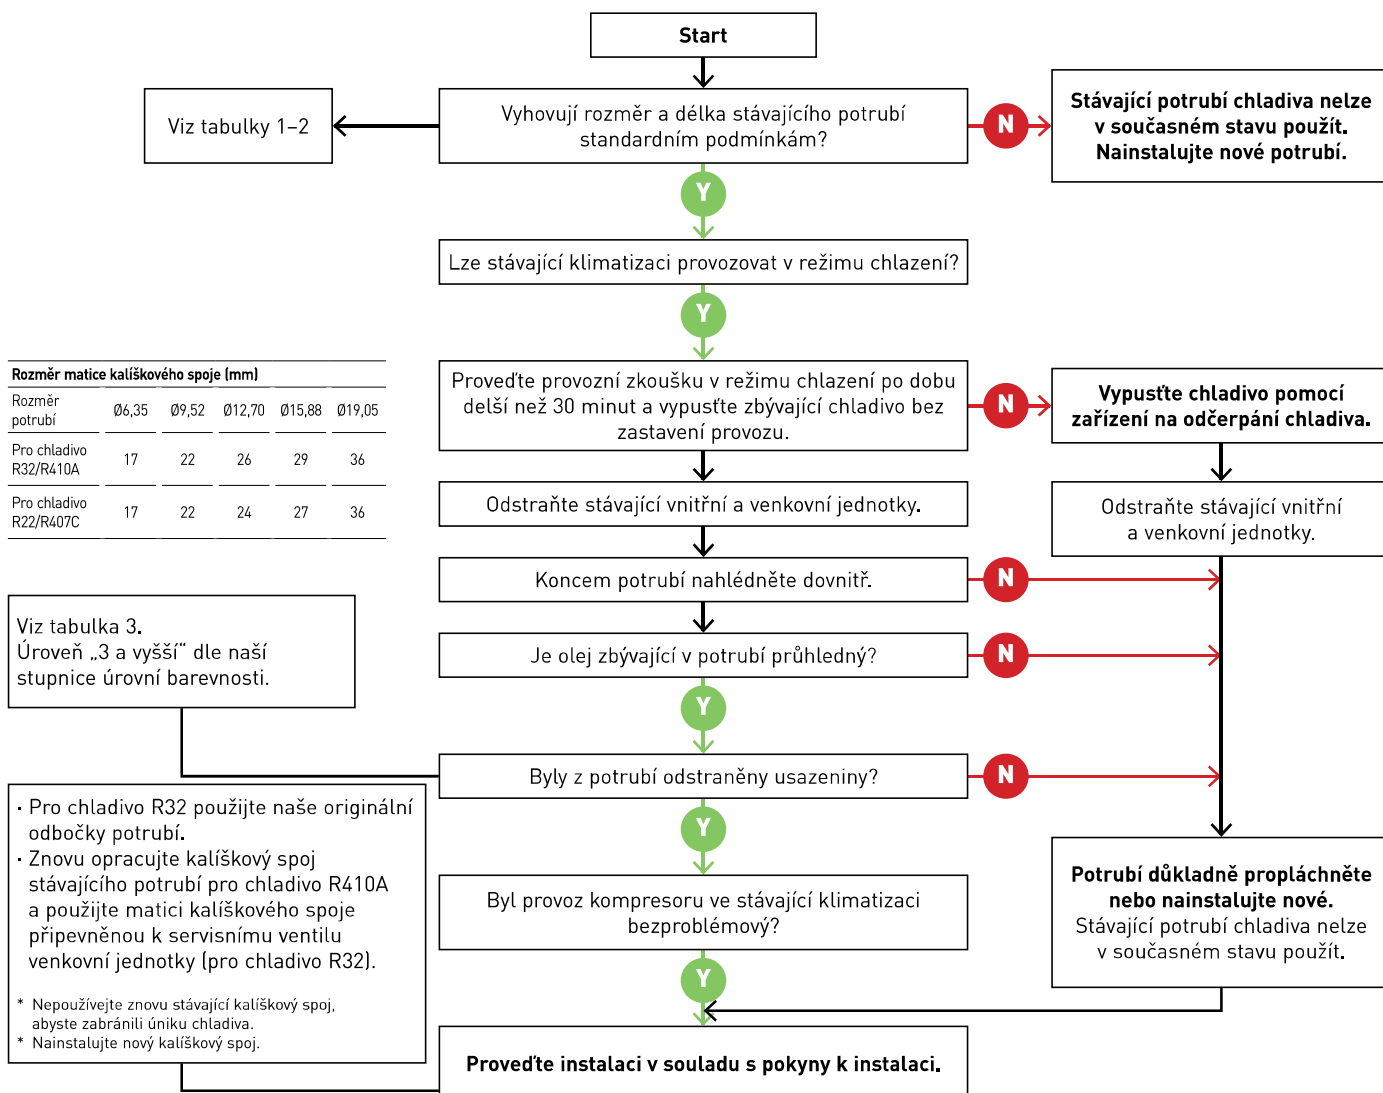 Start
Viz tabulky 1–2
Vyhovují rozměr a délka stávajícího potrubí
standardním podmínkám?
N
Stávající potrubí chladiva nelze
v současném stavu použít.
Nainstalujte nové potrubí.
Y
Lze stávající klimatizaci provozovat v režimu chlazení?
Y
Rozměr matice kalíškového spoje (mm)
Rozměr
potrubí
Ø6,35 Ø9,52 Ø12,70 Ø15,88 Ø19,05
Pro chladivo
R32/R410A
17 22 26 29 36
Pro chladivo
R22/R407C
17 22 24 27 36
Proveďte provozní zkoušku v režimu chlazení po dobu
delší než 30 minut a vypusťte zbývající chladivo bez
zastavení provozu.
N
Vypusťte chladivo pomocí
zařízení na odčerpání chladiva.
Odstraňte stávající vnitřní a venkovní jednotky.
Odstraňte stávající vnitřní
a venkovní jednotky.
Koncem potrubí nahlédněte dovnitř.
N
Viz tabulka 3.
Úroveň „3 a vyšší“ dle naší
stupnice úrovní barevnosti.
Je olej zbývající v potrubí průhledný?
N
Y
Byly z potrubí odstraněny usazeniny?
N
Y
· Pro chladivo R32 použijte naše originální
odbočky potrubí.
· Znovu opracujte kalíškový spoj
stávajícího potrubí pro chladivo R410A
a použijte matici kalíškového spoje
připevněnou k servisnímu ventilu
venkovní jednotky (pro chladivo R32).
* Nepoužívejte znovu stávající kalíškový spoj,
abyste zabránili úniku chladiva.
* Nainstalujte nový kalíškový spoj.
Byl provoz kompresoru ve stávající klimatizaci
bezproblémový?
Potrubí důkladně propláchněte
nebo nainstalujte nové.
Stávající potrubí chladiva nelze
v současném stavu použít.
Y
Proveďte instalaci v souladu s pokyny k instalaci.